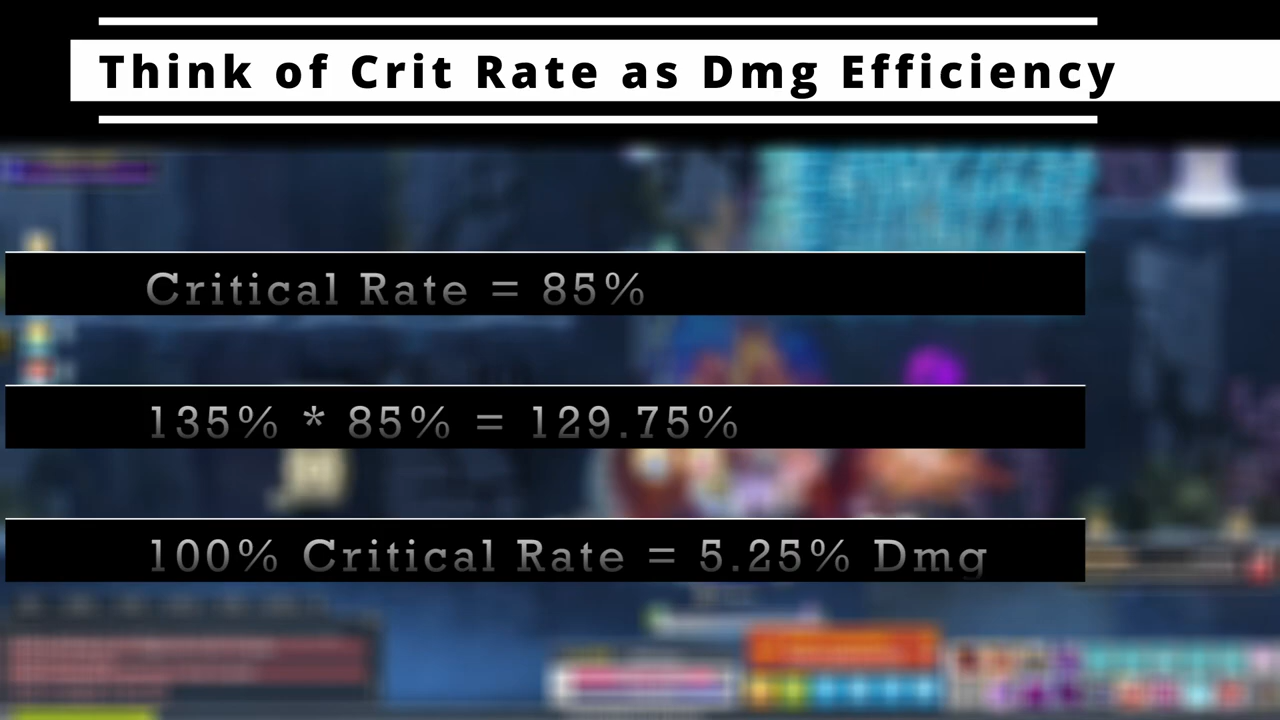 Think of Crit Rate as Dmg Efficiency
Critical Rate = 85%
135% * 85% = 129.75%
100% Critical Rate = 5.25% Dmg